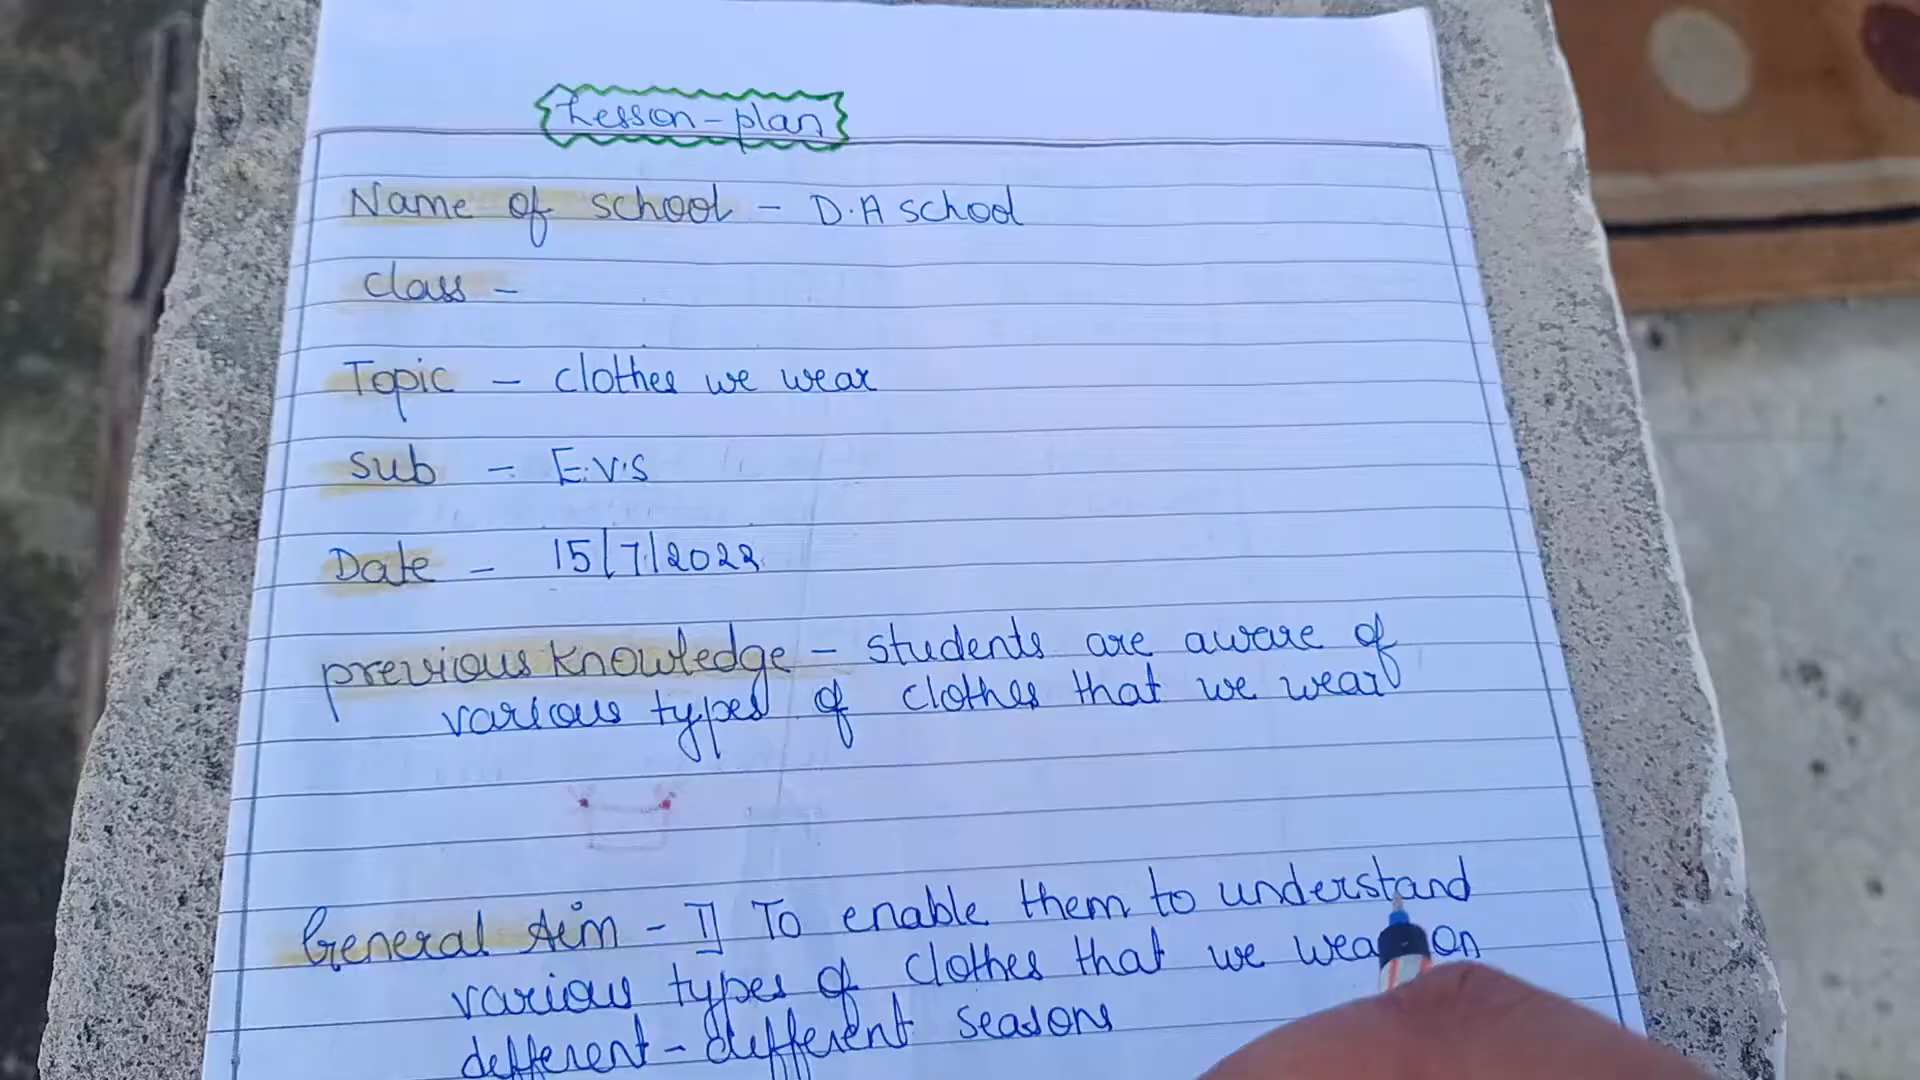 Lesson-plan
Name of school - D.A school
class -
Topic - clothes we wear
sub - E.V.S
Date - 15/7/2022
previous knowledge - students are aware of
various types of clothes that we wear
General Aim - 1] To enable them to understand
various types of clothes that we wear on
defferent - different seasons